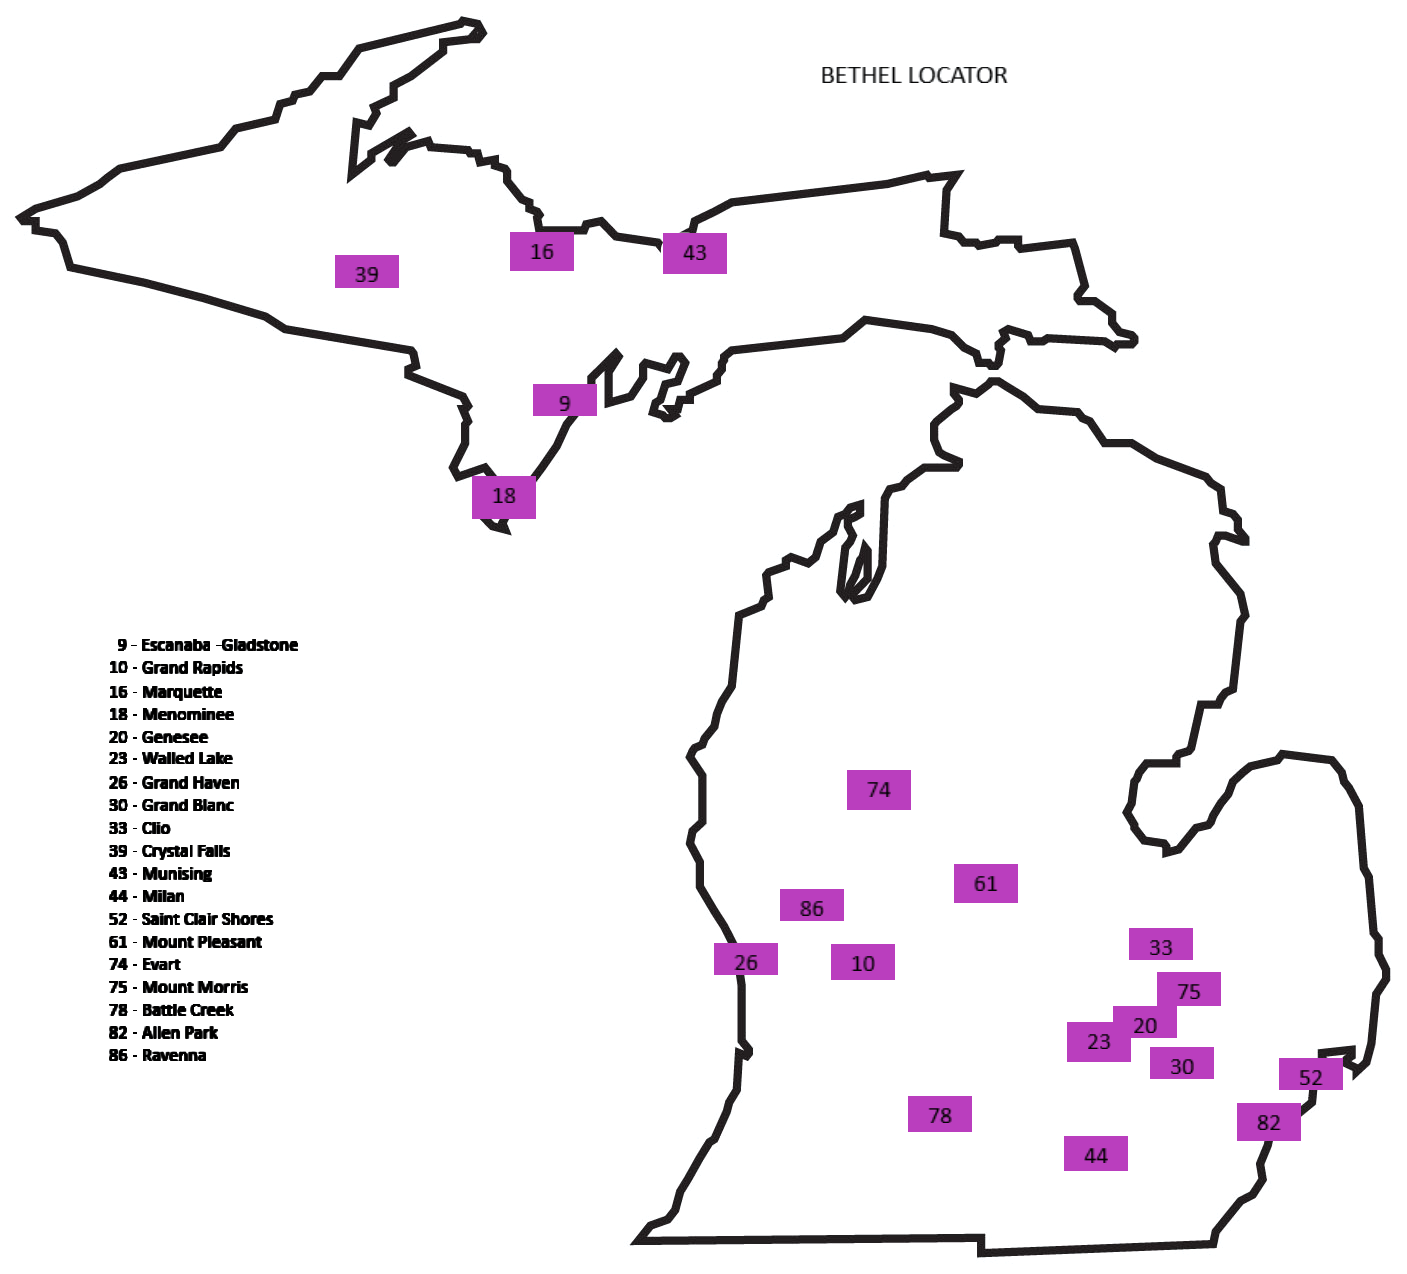 BETHEL LOCATOR
16
43
39
9
18
9 - Escanaba -Gladstone
10 - Grand Rapids
16 - Marquette
18 - Menominee
20 - Genesee
23 - Walled Lake
26 - Grand Haven
30 - Grand Blanc
33 - Clio
39 - Crystal Falls
43 - Munising
44 - Milan
52 - Saint Clair Shores
61 - Mount Pleasant
74 - Evart
75 - Mount Morris
78 - Battle Creek
82 - Allen Park
86 - Ravenna
74
61
86
33
26
10
75
20
23
30
52
78
82
44